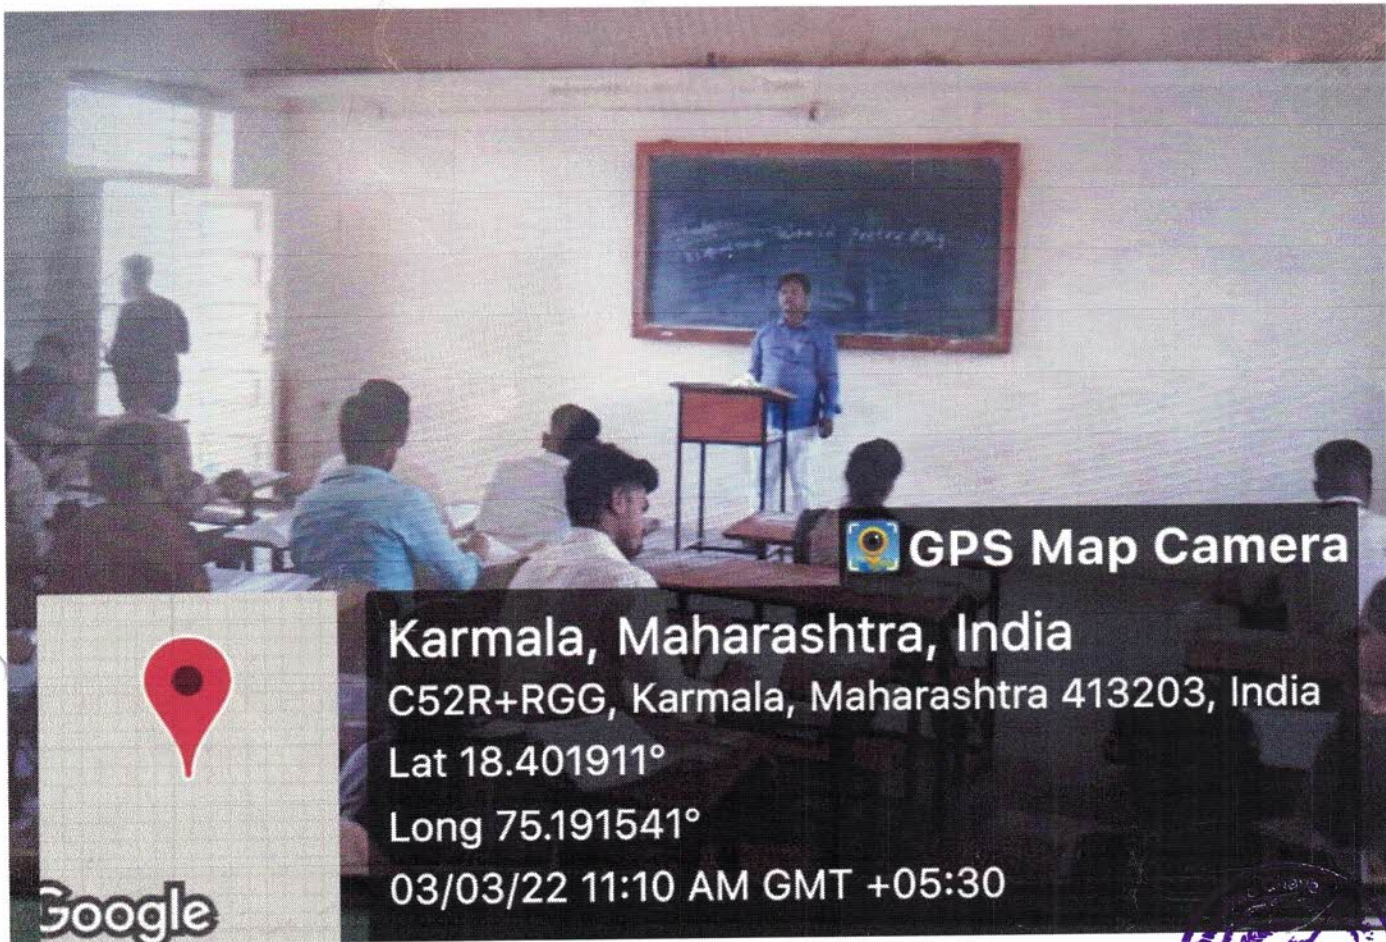 GPS Map Camera
Karmala, Maharashtra, India
C52R+RGG, Karmala, Maharashtra 413203, India
Lat 18.401911°
Long 75.191541°
03/03/22 11:10 AM GMT +05:30
Google